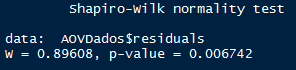 Shapiro-Wilk normality test
data:  AOVDados$residuals
W = 0.89608, p-value = 0.006742